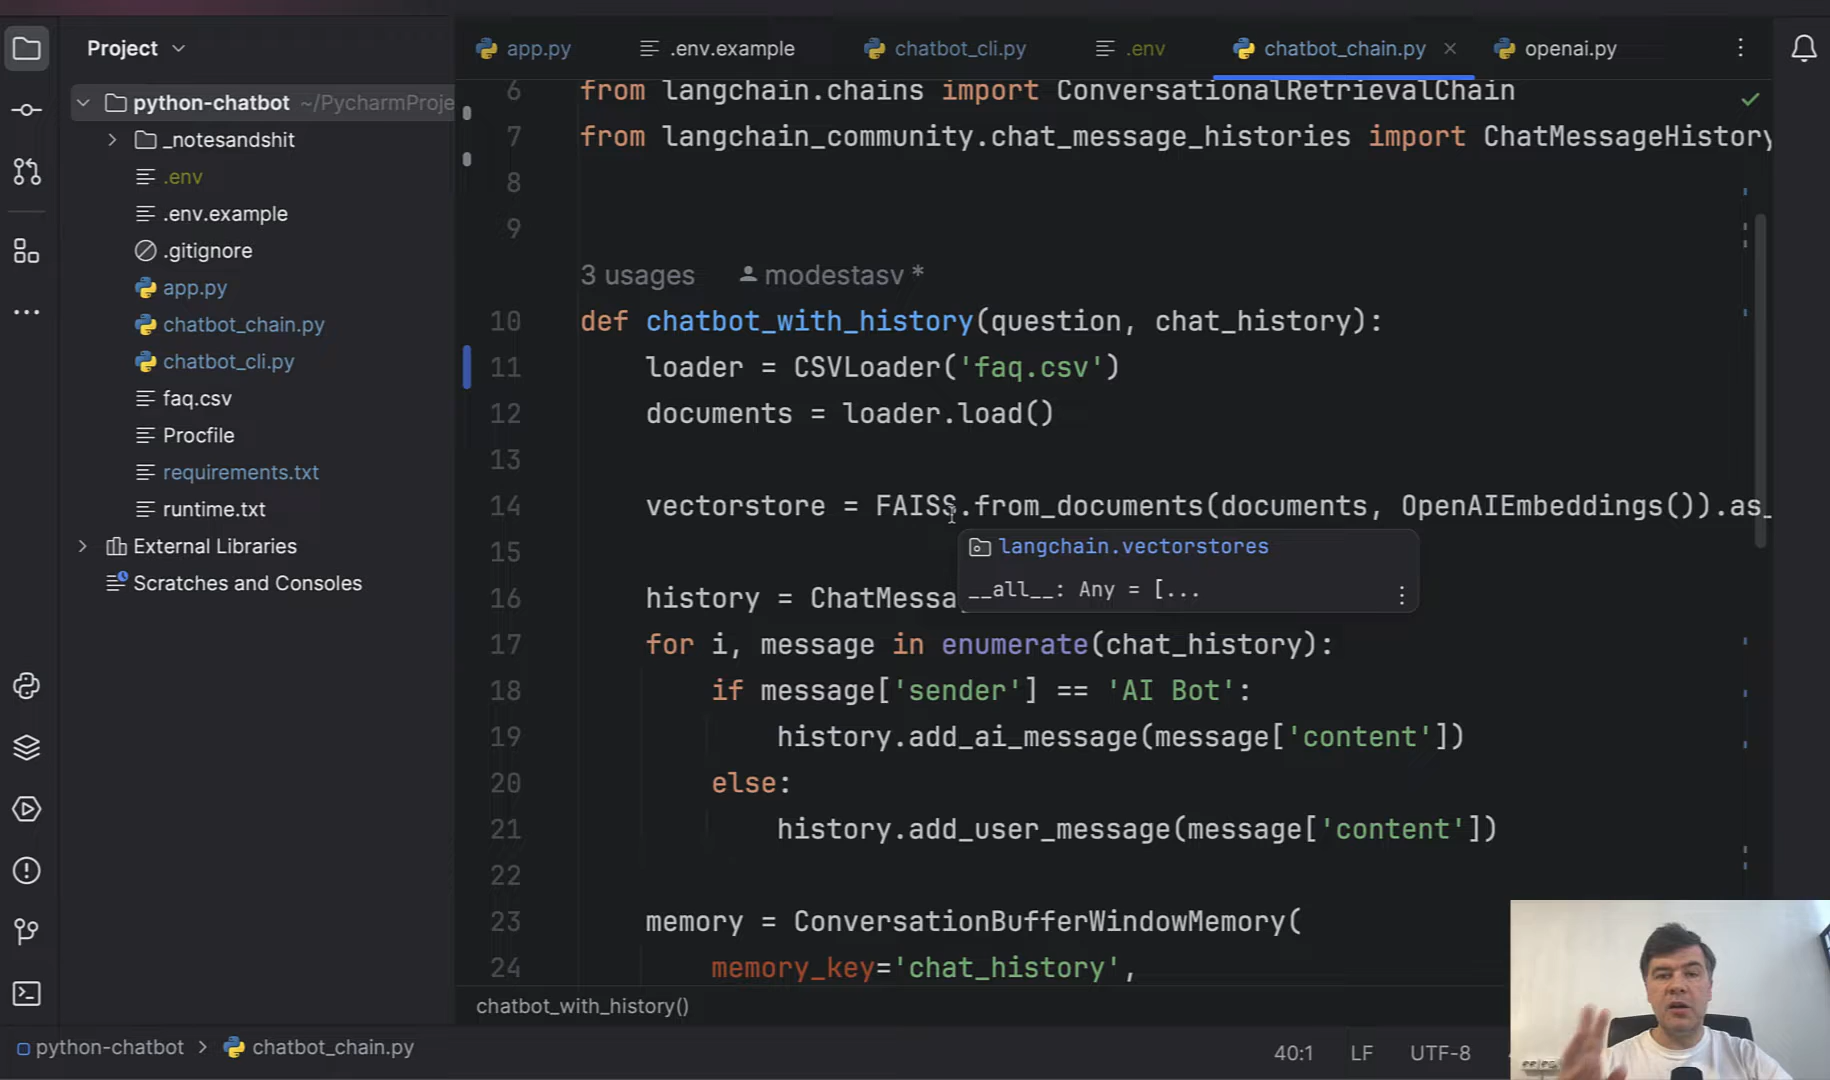 Project
app.py
.env.example
chatbot_cli.py
.env
chatbot_chain.py
openai.py
python-chatbot ~/PycharmProje
_notesandshit
.env
.env.example
.gitignore
app.py
chatbot_chain.py
chatbot_cli.py
faq.csv
Procfile
requirements.txt
runtime.txt
External Libraries
Scratches and Consoles
6 from langchain.chains import ConversationalRetrievalChain
7 from langchain_community.chat_message_histories import ChatMessageHistory
8
9
3 usages modestasv *
10 def chatbot_with_history(question, chat_history):
11 loader = CSVLoader('faq.csv')
12 documents = loader.load()
13
14 vectorstore = FAISS.from_documents(documents, OpenAIEmbeddings()).as_
15
langchain.vectorstores
__all__: Any = [...
16 history = ChatMessa
17 for i, message in enumerate(chat_history):
18 if message['sender'] == 'AI Bot':
19 history.add_ai_message(message['content'])
20 else:
21 history.add_user_message(message['content'])
22
23 memory = ConversationBufferWindowMemory(
24 memory_key='chat_history',
chatbot_with_history()
python-chatbot > chatbot_chain.py
40:1 LF UTF-8